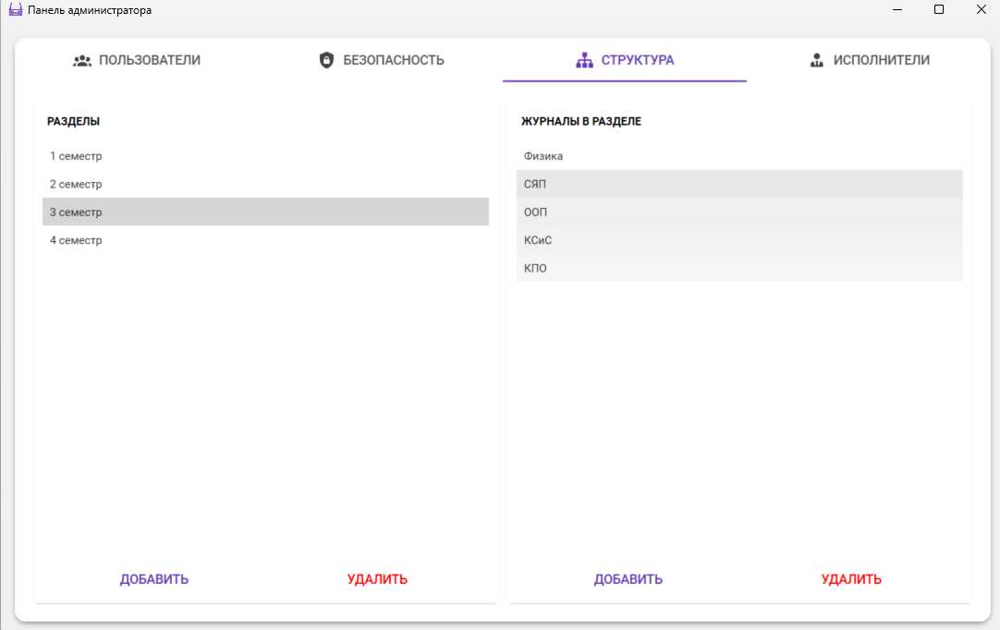 Панель администратора
ПОЛЬЗОВАТЕЛИ БЕЗОПАСНОСТЬ СТРУКТУРА ИСПОЛНИТЕЛИ
РАЗДЕЛЫ
1 семестр
2 семестр
3 семестр
4 семестр
ДОБАВИТЬ УДАЛИТЬ
ЖУРНАЛЫ В РАЗДЕЛЕ
Физика
СЯП
ООП
КСиС
КПО
ДОБАВИТЬ УДАЛИТЬ